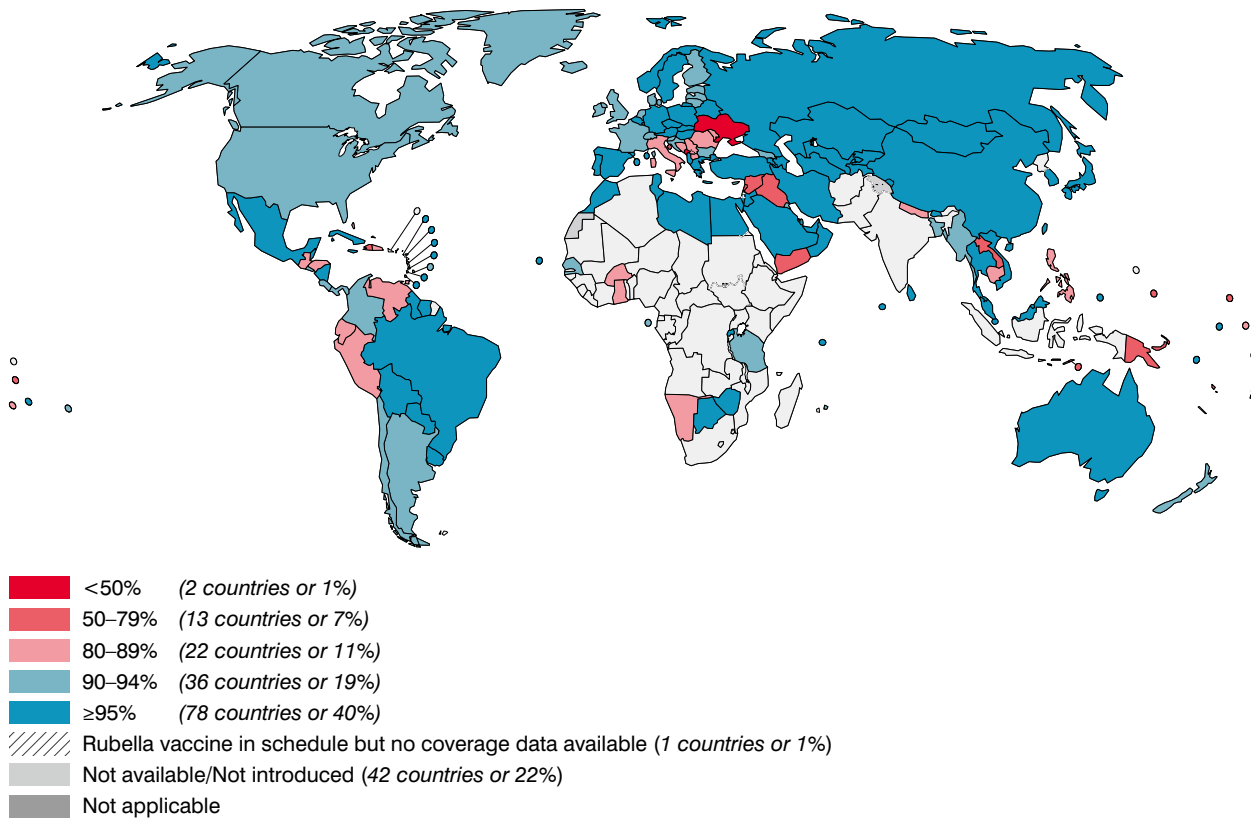 <50% (2 countries or 1%)
50–79% (13 countries or 7%)
80–89% (22 countries or 11%)
90–94% (36 countries or 19%)
≥95% (78 countries or 40%)
Rubella vaccine in schedule but no coverage data available (1 countries or 1%)
Not available/Not introduced (42 countries or 22%)
Not applicable